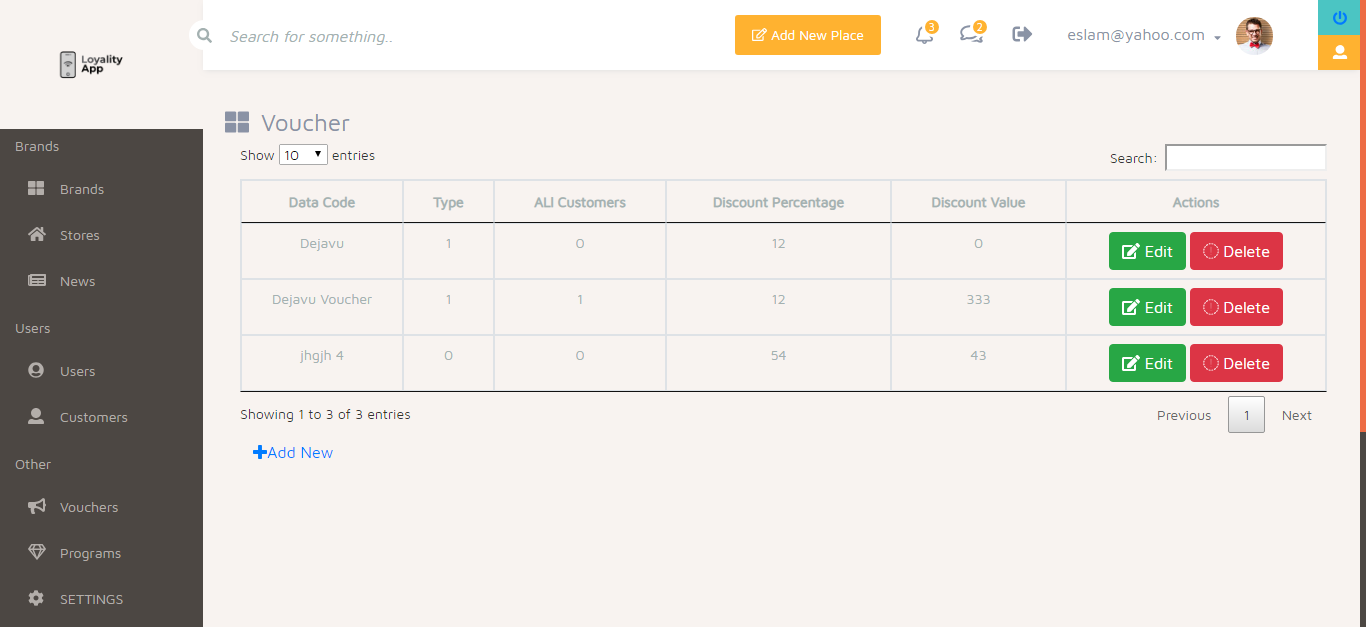 Loyality
App
Search for something..
Add New Place
3
2
eslam@yahoo.com
Brands
Brands
Stores
News
Users
Users
Customers
Other
Vouchers
Programs
SETTINGS
Voucher
Show 10 entries
Search:
Data Code Type ALl Customers Discount Percentage Discount Value Actions
Dejavu 1 0 12 0 Edit Delete
Dejavu Voucher 1 1 12 333 Edit Delete
jhgjh 4 0 0 54 43 Edit Delete
Showing 1 to 3 of 3 entries
Previous 1 Next
Add New